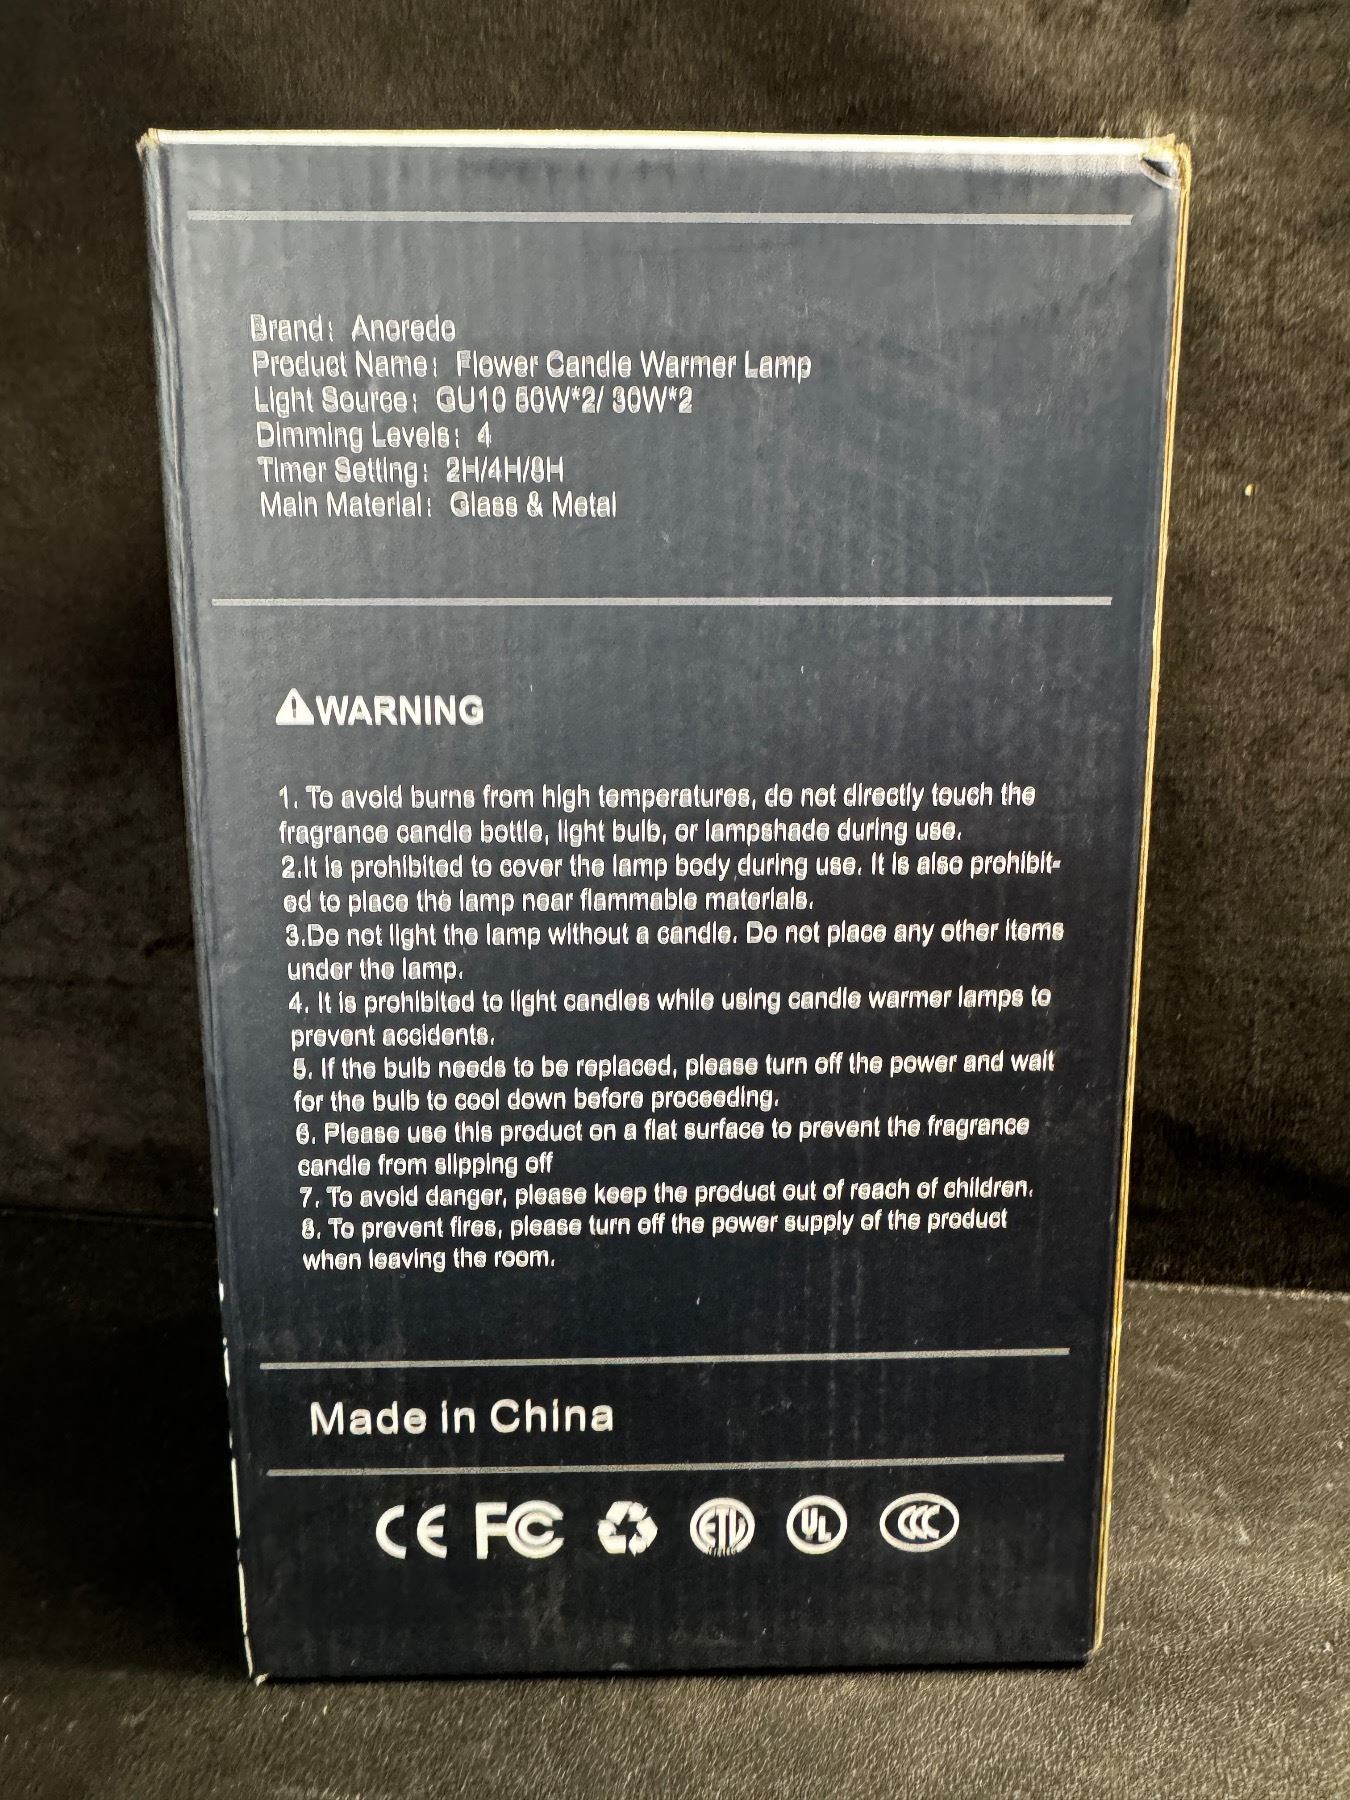 Brand: Anoredo
Product Name: Flower Candle Warmer Lamp
Light Source: GU10 50W*2/ 30W*2
Dimming Levels: 4
Timer Setting: 2H/4H/8H
Main Material: Glass & Metal
WARNING
1. To avoid burns from high temperatures, do not directly touch the
fragrance candle bottle, light bulb, or lampshade during use.
2.It is prohibited to cover the lamp body during use. It is also prohibit-
ed to place the lamp near flammable materials.
3.Do not light the lamp without a candle. Do not place any other items
under the lamp.
4. It is prohibited to light candles while using candle warmer lamps to
prevent accidents.
5. If the bulb needs to be replaced, please turn off the power and wait
for the bulb to cool down before proceeding.
6. Please use this product on a flat surface to prevent the fragrance
candle from slipping off
7. To avoid danger, please keep the product out of reach of children.
8. To prevent fires, please turn off the power supply of the product
when leaving the room.
Made in China
CE FC ETL UL CCC